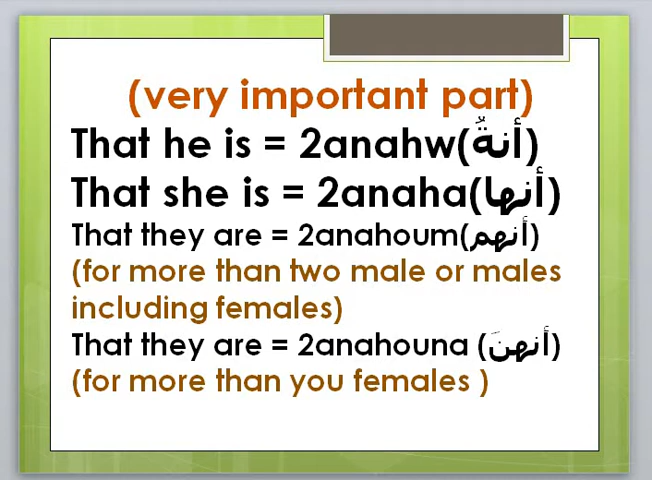 (very important part)
That he is = 2anahw(أنةُ)
That she is = 2anaha(أنها)
That they are = 2anahoum(أنهم)
(for more than two male or males
including females)
That they are = 2anahouna (أنهنَ)
(for more than you females )